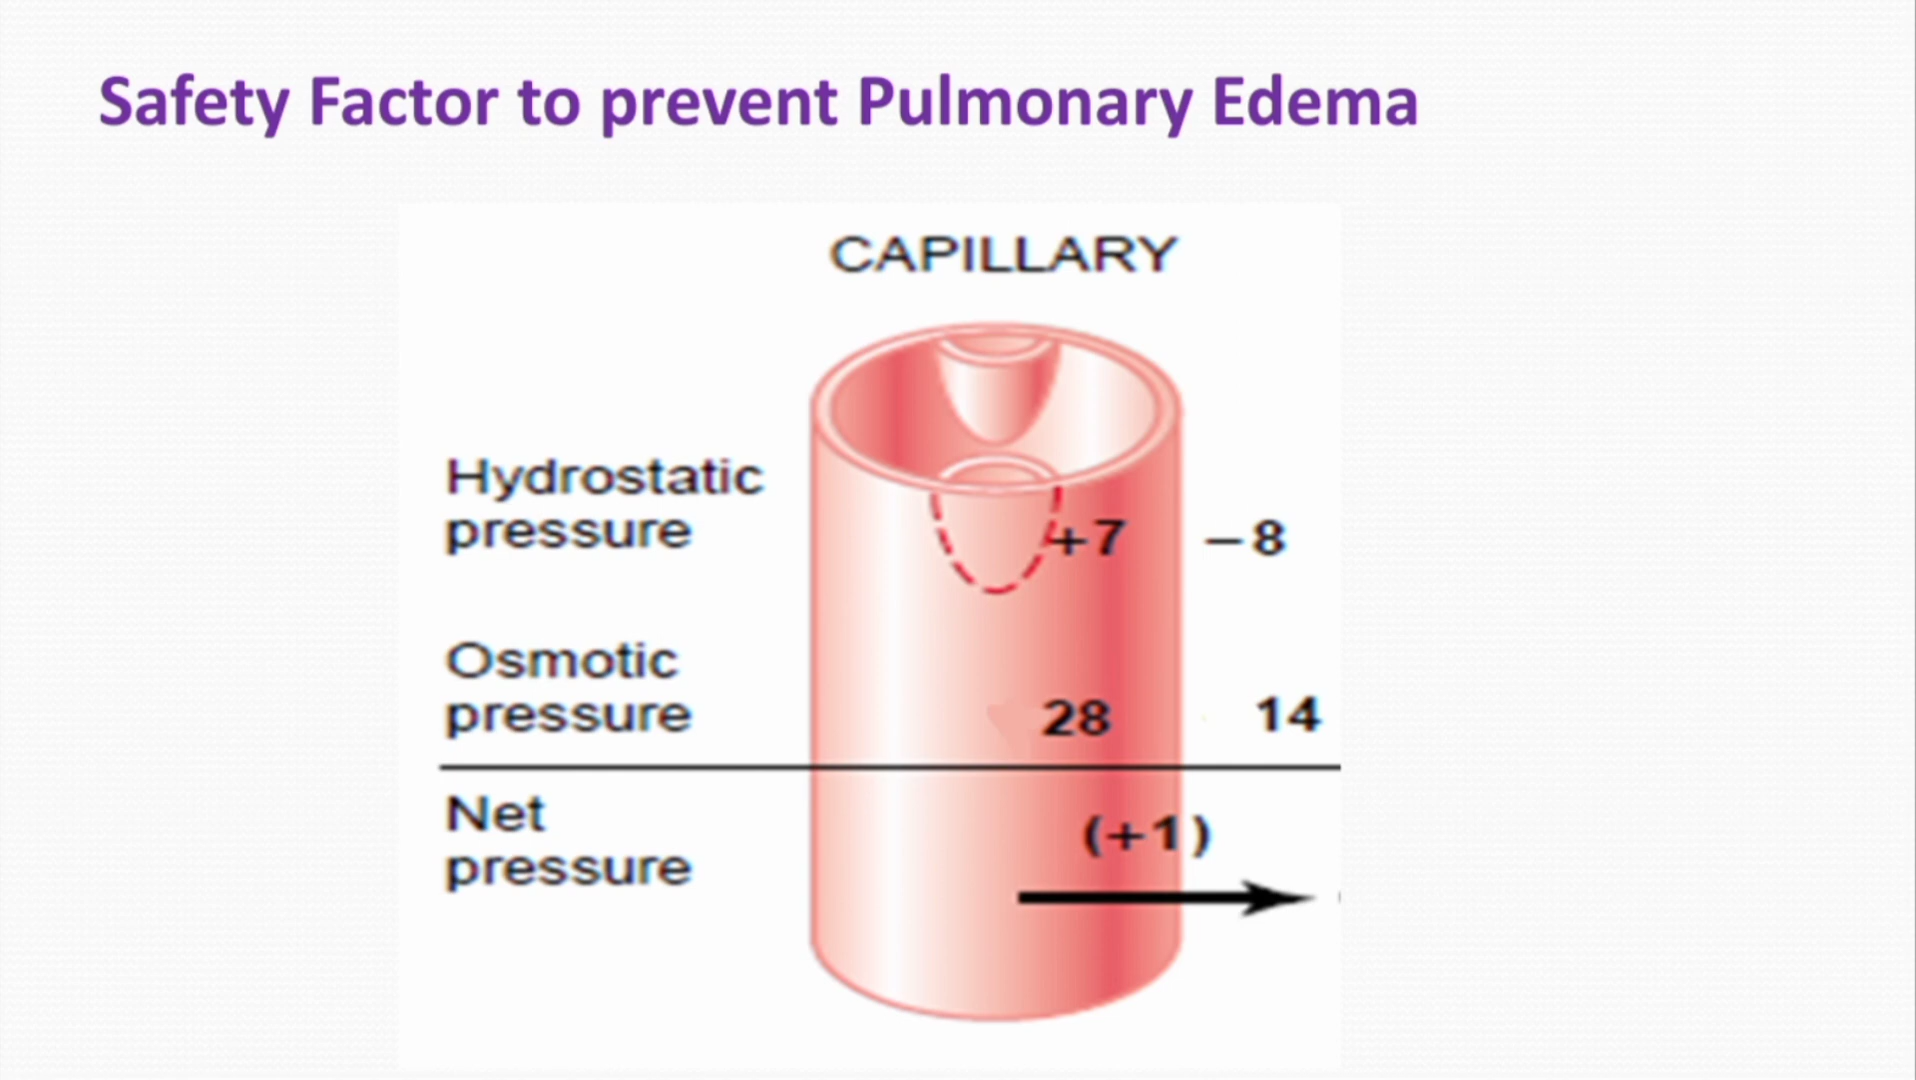 Safety Factor to prevent Pulmonary Edema
CAPILLARY
Hydrostatic
pressure
+7
−8
Osmotic
pressure
28
14
Net
pressure
(+1)